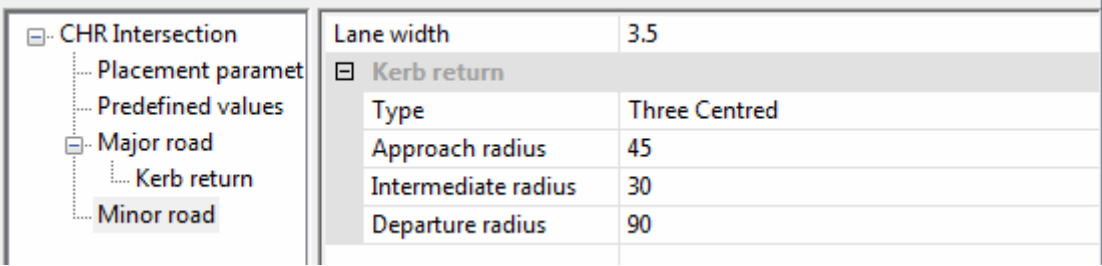 CHR Intersection
Placement paramet
Predefined values
Major road
Kerb return
Minor road
Lane width 3.5
Kerb return
Type Three Centred
Approach radius 45
Intermediate radius 30
Departure radius 90